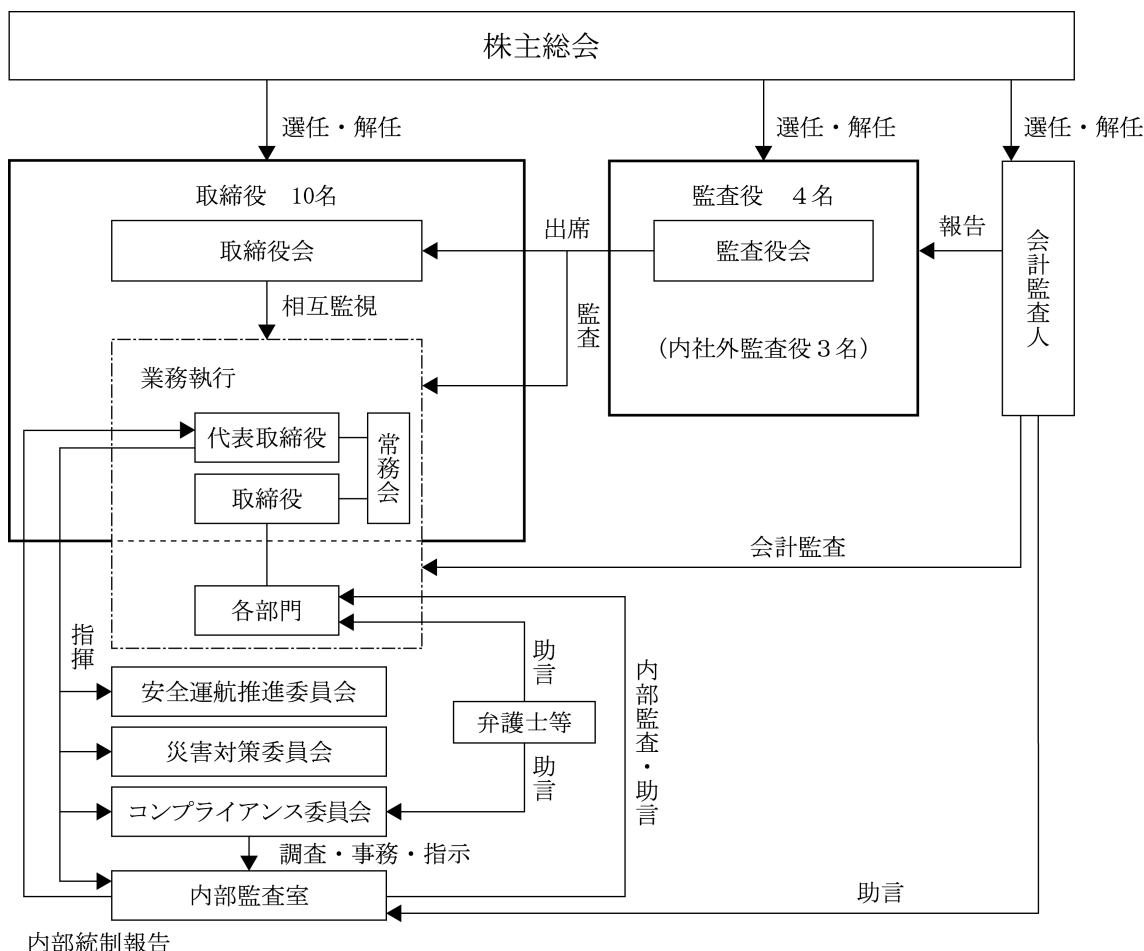 株主総会
選任・解任
選任・解任
選任・解任
取締役　10名
監査役　４名
出席
報告
取締役会
監査役会
会計監査人
相互監視
監査
（内社外監査役３名）
業務執行
代表取締役
常務会
取締役
会計監査
各部門
指揮
助言
内部監査・助言
安全運航推進委員会
弁護士等
災害対策委員会
助言
コンプライアンス委員会
調査・事務・指示
内部監査室
助言
内部統制報告